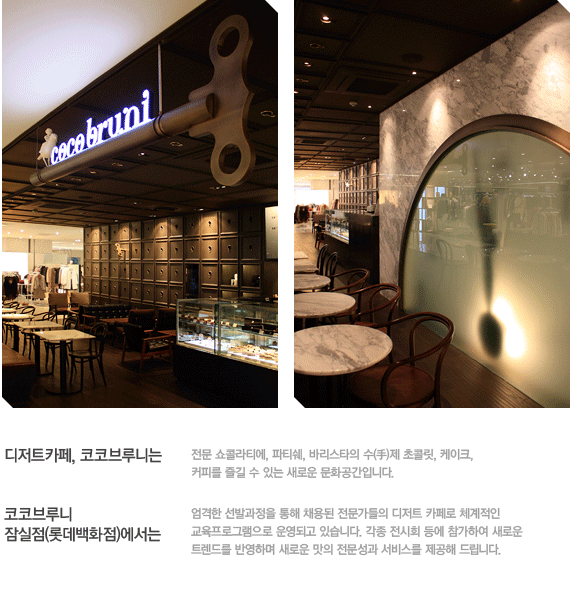 coco bruni
디저트카페, 코코브루니는
전문 쇼콜라티에, 파티쉐, 바리스타의 수(手)제 초콜릿, 케이크,
커피를 즐길 수 있는 새로운 문화공간입니다.
코코브루니
잠실점(롯데백화점)에서는
엄격한 선발과정을 통해 채용된 전문가들의 디저트 카페로 체계적인
교육프로그램으로 운영되고 있습니다. 각종 전시회 등에 참가하여 새로운
트렌드를 반영하며 새로운 맛의 전문성과 서비스를 제공해 드립니다.